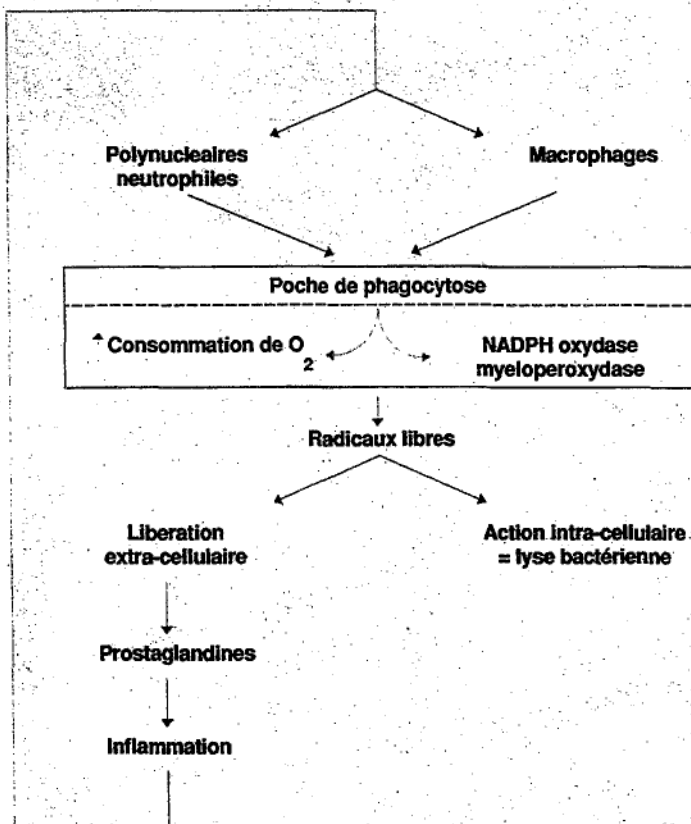 Polynucleaires
neutrophiles
Macrophages
Poche de phagocytose
Consommation de O2
NADPH oxydase
myeloperoxydase
Radicaux libres
Liberation
extra-cellulaire
Action intra-cellulaire
= lyse bactérienne
Prostaglandines
Inflammation